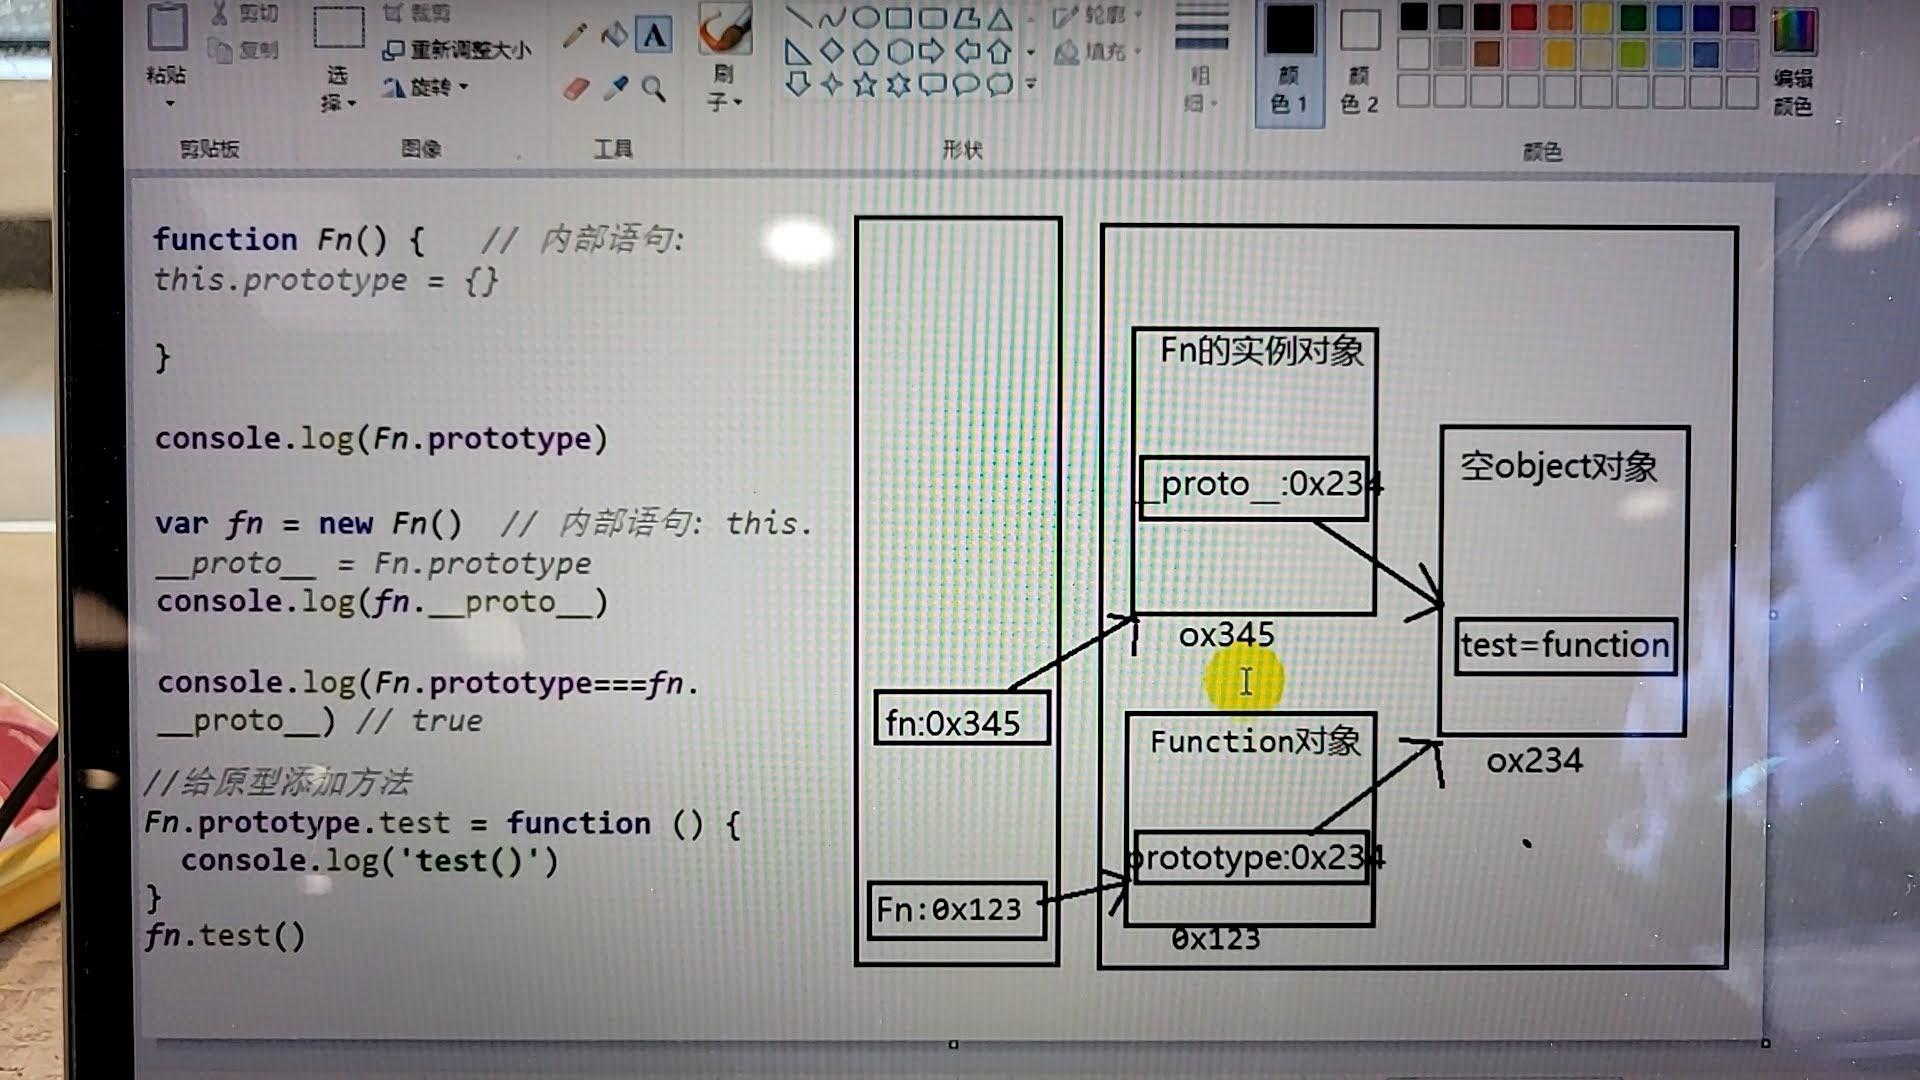 剪切
裁剪
轮廓
复制
重新调整大小
填充
粘贴
选
择
旋转
刷
子
粗
细
颜
色 1
颜
色 2
编辑
颜色
剪贴板
图像
工具
形状
颜色
function Fn() {   // 内部语句:
this.prototype = {}
}
console.log(Fn.prototype)
var fn = new Fn()  // 内部语句: this.
__proto__ = Fn.prototype
console.log(fn.__proto__)
console.log(Fn.prototype===fn.
__proto__) // true
//给原型添加方法
Fn.prototype.test = function () {
  console.log('test()')
}
fn.test()
fn:0x345
Fn:0x123
Fn的实例对象
__proto__:0x234
ox345
Function对象
prototype:0x234
0x123
空object对象
test=function
ox234